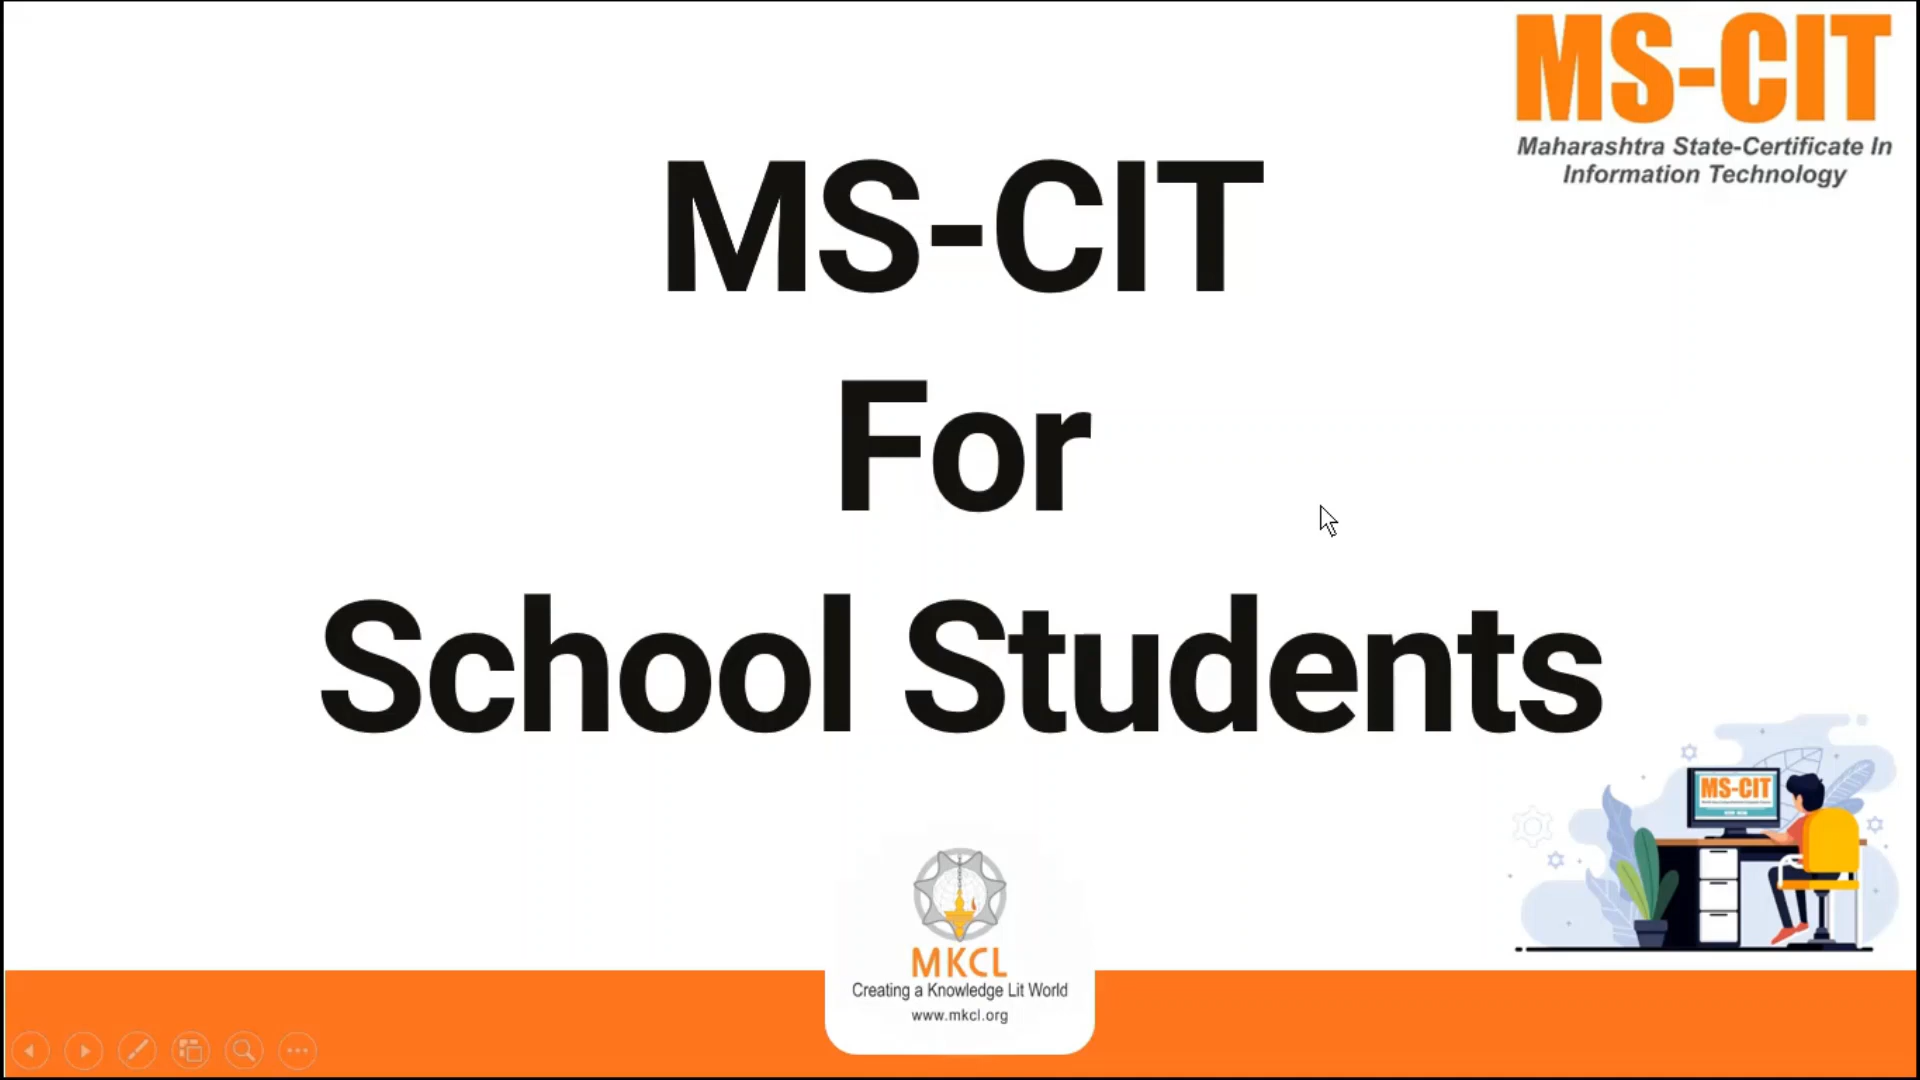 MS-CIT
Maharashtra State-Certificate In
Information Technology
MS-CIT
For
School Students
MS-CIT
MKCL
Creating a Knowledge Lit World
www.mkcl.org